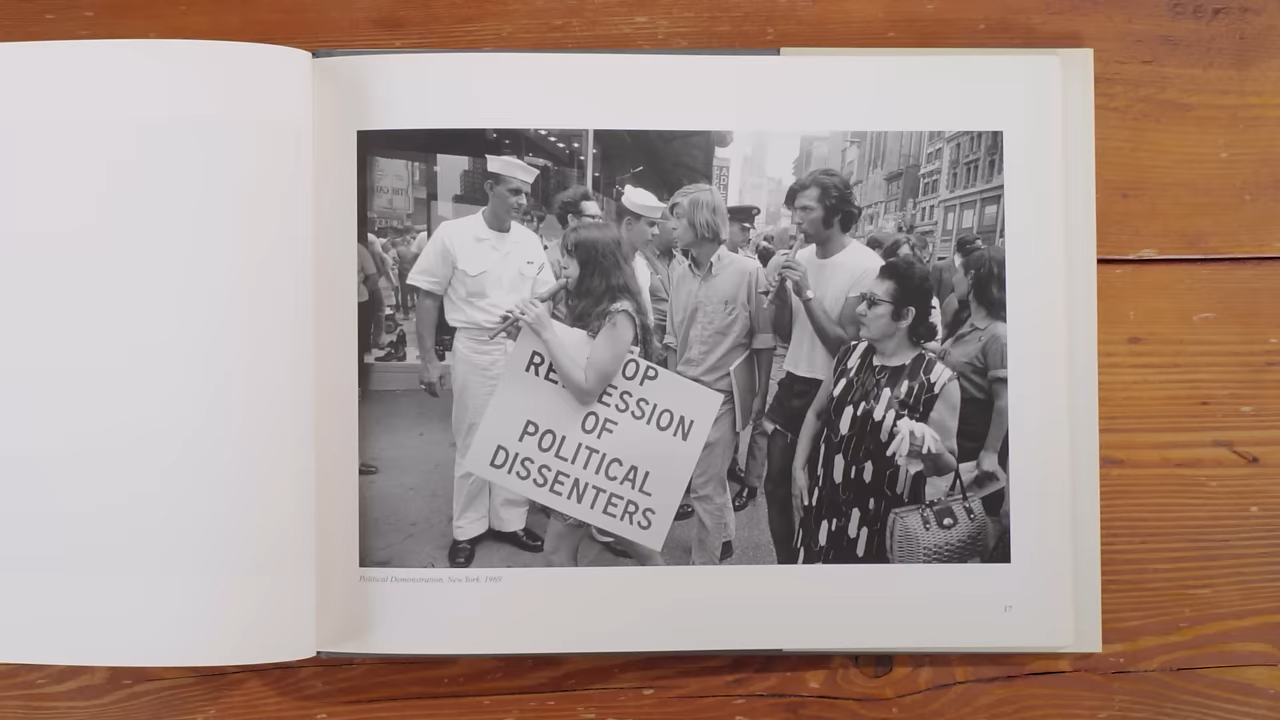 OP
RE ESSION
OF
POLITICAL
DISSENTERS
Political Demonstration, New York, 1969
17